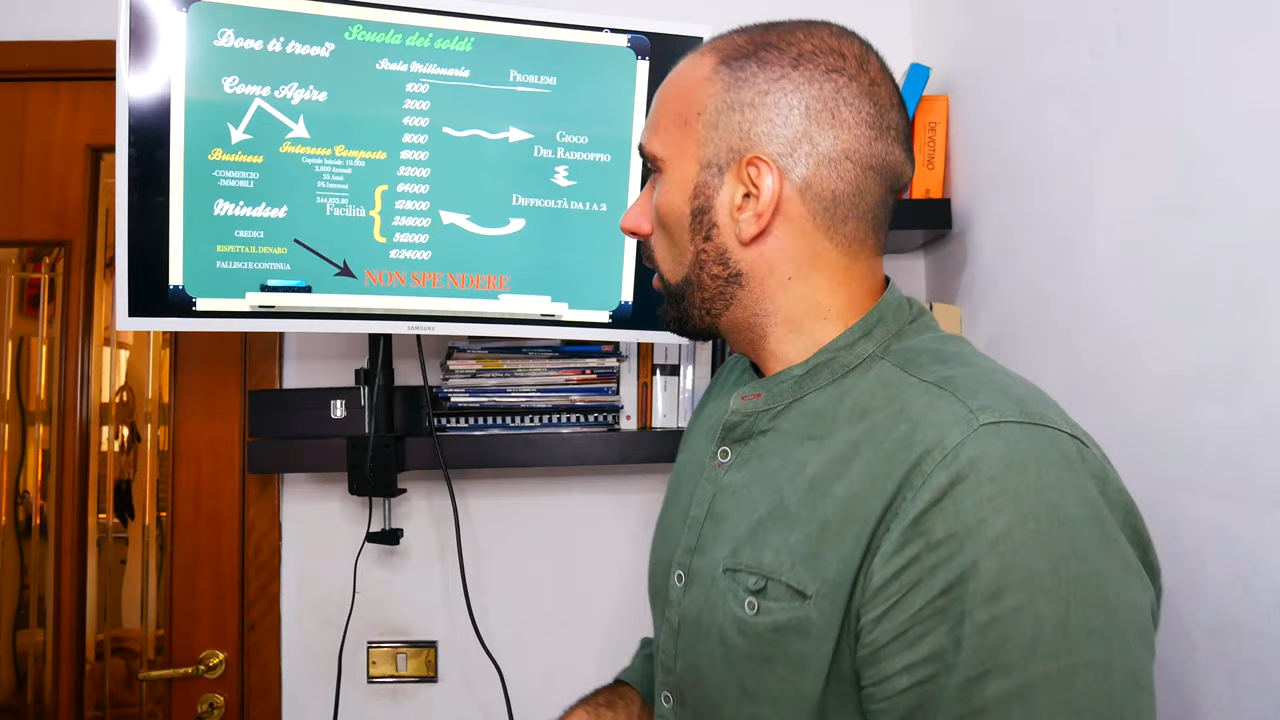 Scuola dei soldi
Dove ti trovi?
Come Agire
Business
-COMMERCIO
-IMMOBILI
Interesse Composto
Capitale Iniziale: 10.000
2.000 Annuali
35 Anni
5% Interessi
244,832.90
Facilità
{
Mindset
CREDICI
RISPETTA IL DENARO
FALLISCI E CONTINUA
Scala Milionaria
1000
2000
4000
8000
16000
32000
64000
128000
256000
512000
1024000
PROBLEMI
GIOCO
DEL RADDOPPIO
DIFFICOLTÀ DA 1 A 2
NON SPENDERE
SAMSUNG
DEVOTINO